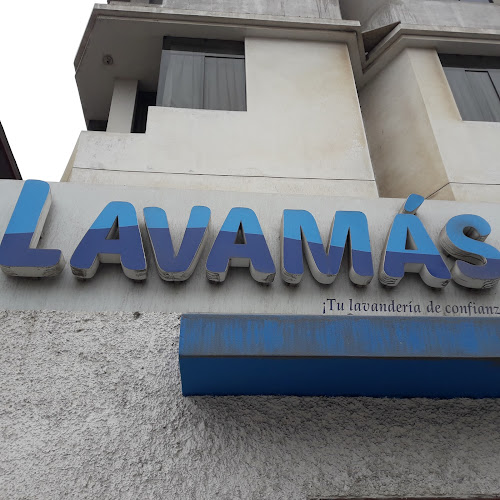 LAVAMÁS
¡Tu lavandería de confianz